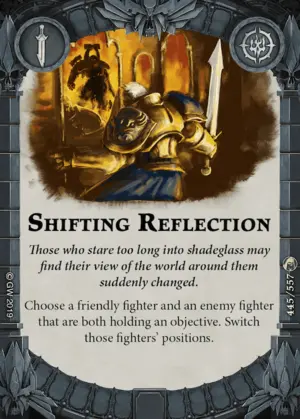 SHIFTING REFLECTION
Those who stare too long into shadeglass may
find their view of the world around them
suddenly changed.
Choose a friendly fighter and an enemy fighter
that are both holding an objective. Switch
those fighters' positions.
©GW 2019
445/557